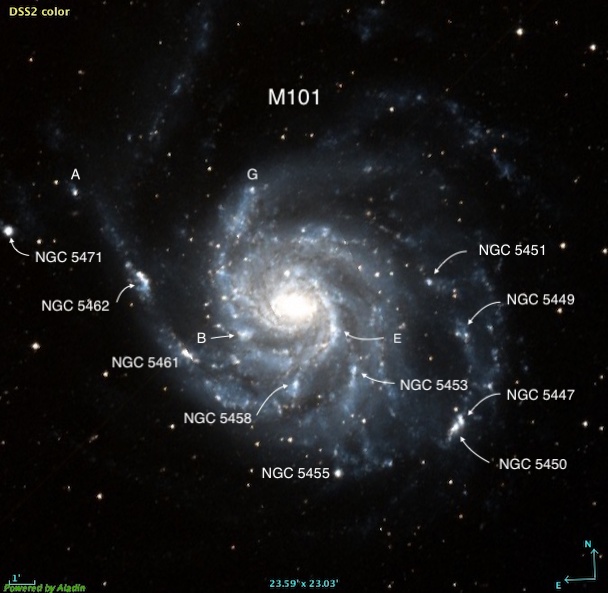 DSS2 color
M101
A
G
NGC 5471
NGC 5451
NGC 5462
NGC 5449
B
E
NGC 5461
NGC 5453
NGC 5458
NGC 5447
NGC 5450
NGC 5455
N
E
1'
23.59' x 23.03'
Powered by Aladin